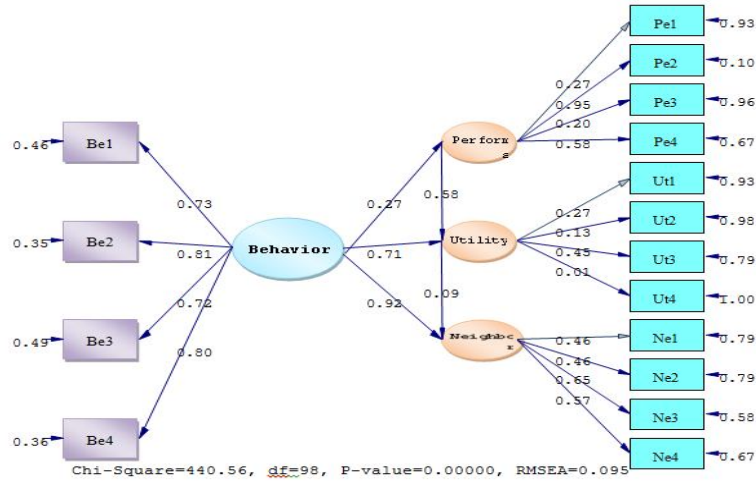 Pe1
0.93
Pe2
0.10
Pe3
0.96
Pe4
0.67
Ut1
0.93
Ut2
0.98
Ut3
0.79
Ut4
1.00
Ne1
0.79
Ne2
0.79
Ne3
0.58
Ne4
0.67
0.27
0.95
0.20
0.58
Performa
0.27
0.13
0.45
0.01
Utility
0.46
0.46
0.65
0.57
0.58
0.09
0.27
0.71
0.92
Behavior
0.73
0.81
0.72
0.80
0.46
Be1
0.35
Be2
0.49
Be3
0.36
Be4
Chi-Square=440.56, df=98, P-value=0.00000, RMSEA=0.095